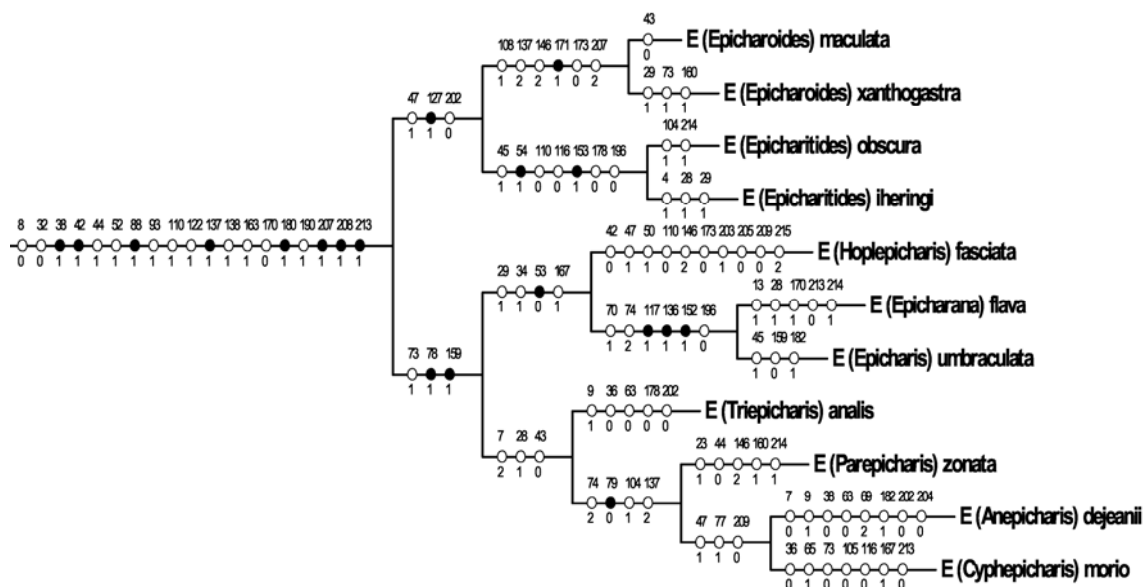 43
E (Epicharoides) maculata
0
108 137 146 171 173 207
1 2 2 1 0 2
29 73 160
E (Epicharoides) xanthogastra
1 1 1
47 127 202
1 1 0
104 214
E (Epicharitides) obscura
1 1
45 54 110 116 153 178 196
1 1 0 0 1 0 0
4 28 29
E (Epicharitides) iheringi
1 1 1
8 32 38 42 44 52 88 93 110 122 137 138 163 170 180 190 207 208 213
0 0 1 1 1 1 1 1 1 1 1 1 1 0 1 1 1 1 1
42 47 50 110 146 173 203 205 209 215
E (Hoplepicharis) fasciata
0 1 1 0 2 0 1 0 0 2
29 34 53 167
1 1 0 1
13 28 170 213 214
E (Epicharana) flava
1 1 1 0 1
70 74 117 136 152 196
1 2 1 1 1 0
45 159 182
E (Epicharis) umbraculata
1 0 1
73 78 159
1 1 1
9 36 63 178 202
E (Triepicharis) analis
1 0 0 0 0
7 28 43
2 1 0
23 44 146 160 214
E (Parepicharis) zonata
1 0 2 1 1
74 79 104 137
2 0 1 2
7 9 38 63 69 182 202 204
E (Anepicharis) dejeanii
0 1 0 0 2 1 0 0
47 77 209
1 1 0
36 65 73 105 116 167 213
E (Cyphepicharis) morio
0 1 0 0 0 1 0